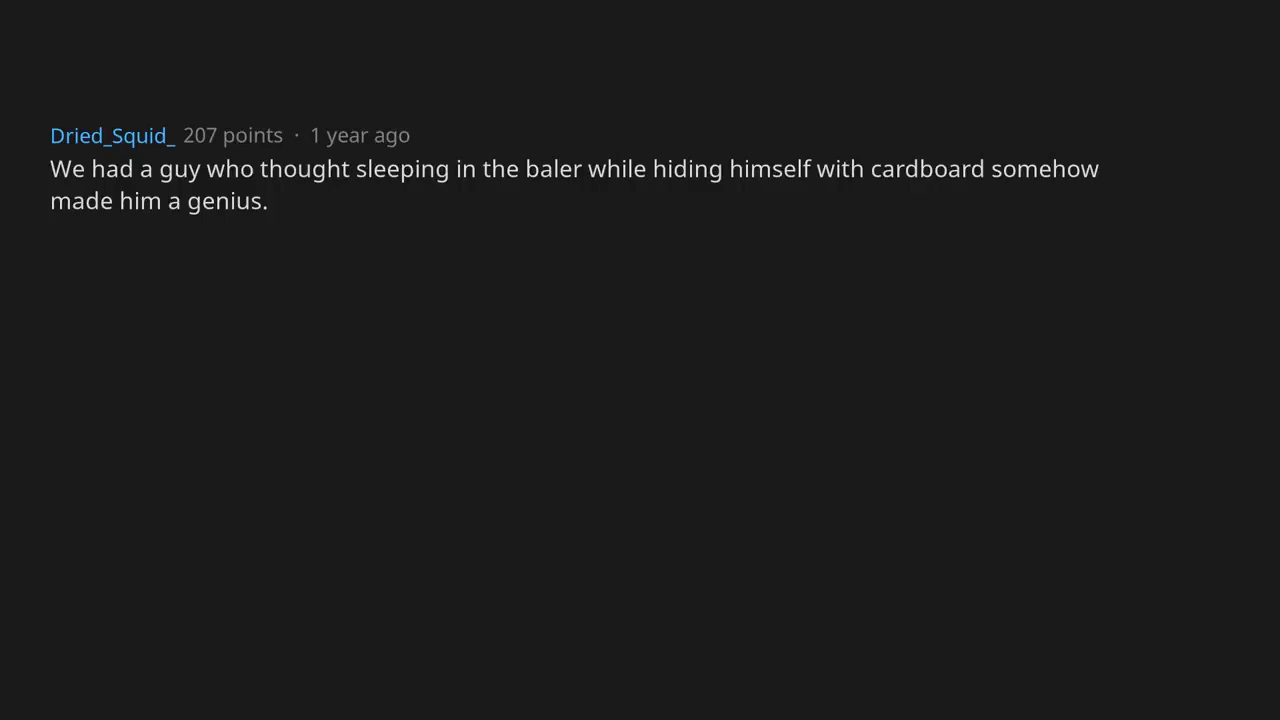 Dried_Squid_ 207 points · 1 year ago
We had a guy who thought sleeping in the baler while hiding himself with cardboard somehow
made him a genius.